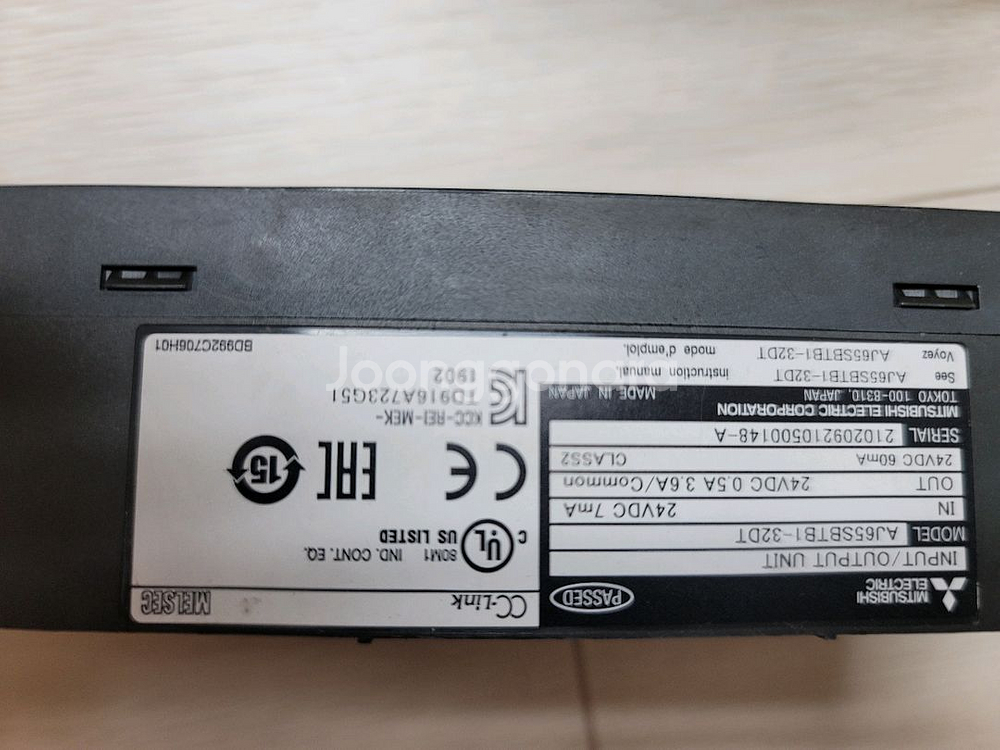 MITSUBISHI
ELECTRIC
PASSED
INPUT/OUTPUT UNIT
MODEL AJ65SBTB1-32DT
IN 24VDC 7mA
OUT 24VDC 0.5A 3.6A/Common
24VDC 60mA CLASS2
SERIAL 210209210500148-A
MITSUBISHI ELECTRIC CORPORATION
TOKYO 100-8310, JAPAN MADE IN JAPAN
See AJ65SBTB1-32DT instruction manual.
Voyez AJ65SBTB1-32DT mode d'emploi.
CC-Link
MELSEC
C UL US LISTED
80M1 IND. CONT. EQ.
CE
EAC
15
KCC-REI-MEK-
TD916A723G51
1902
BD992C706H01
Joongonara